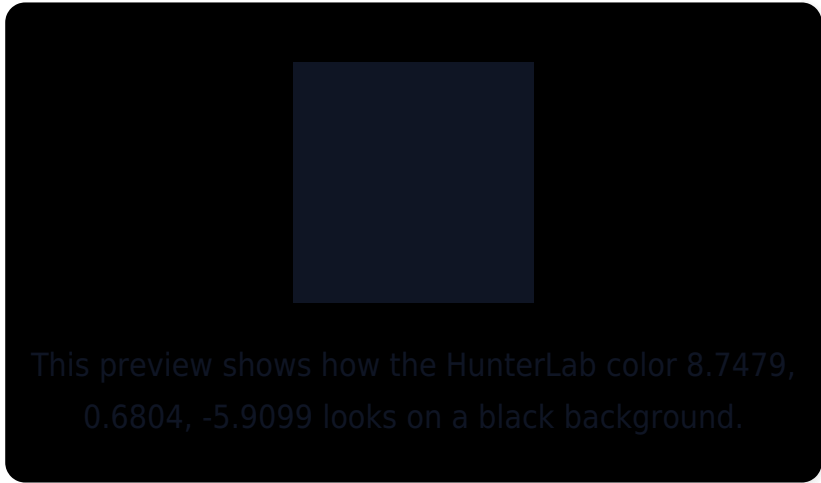 This preview shows how the HunterLab color 8.7479,
0.6804, -5.9099 looks on a black background.